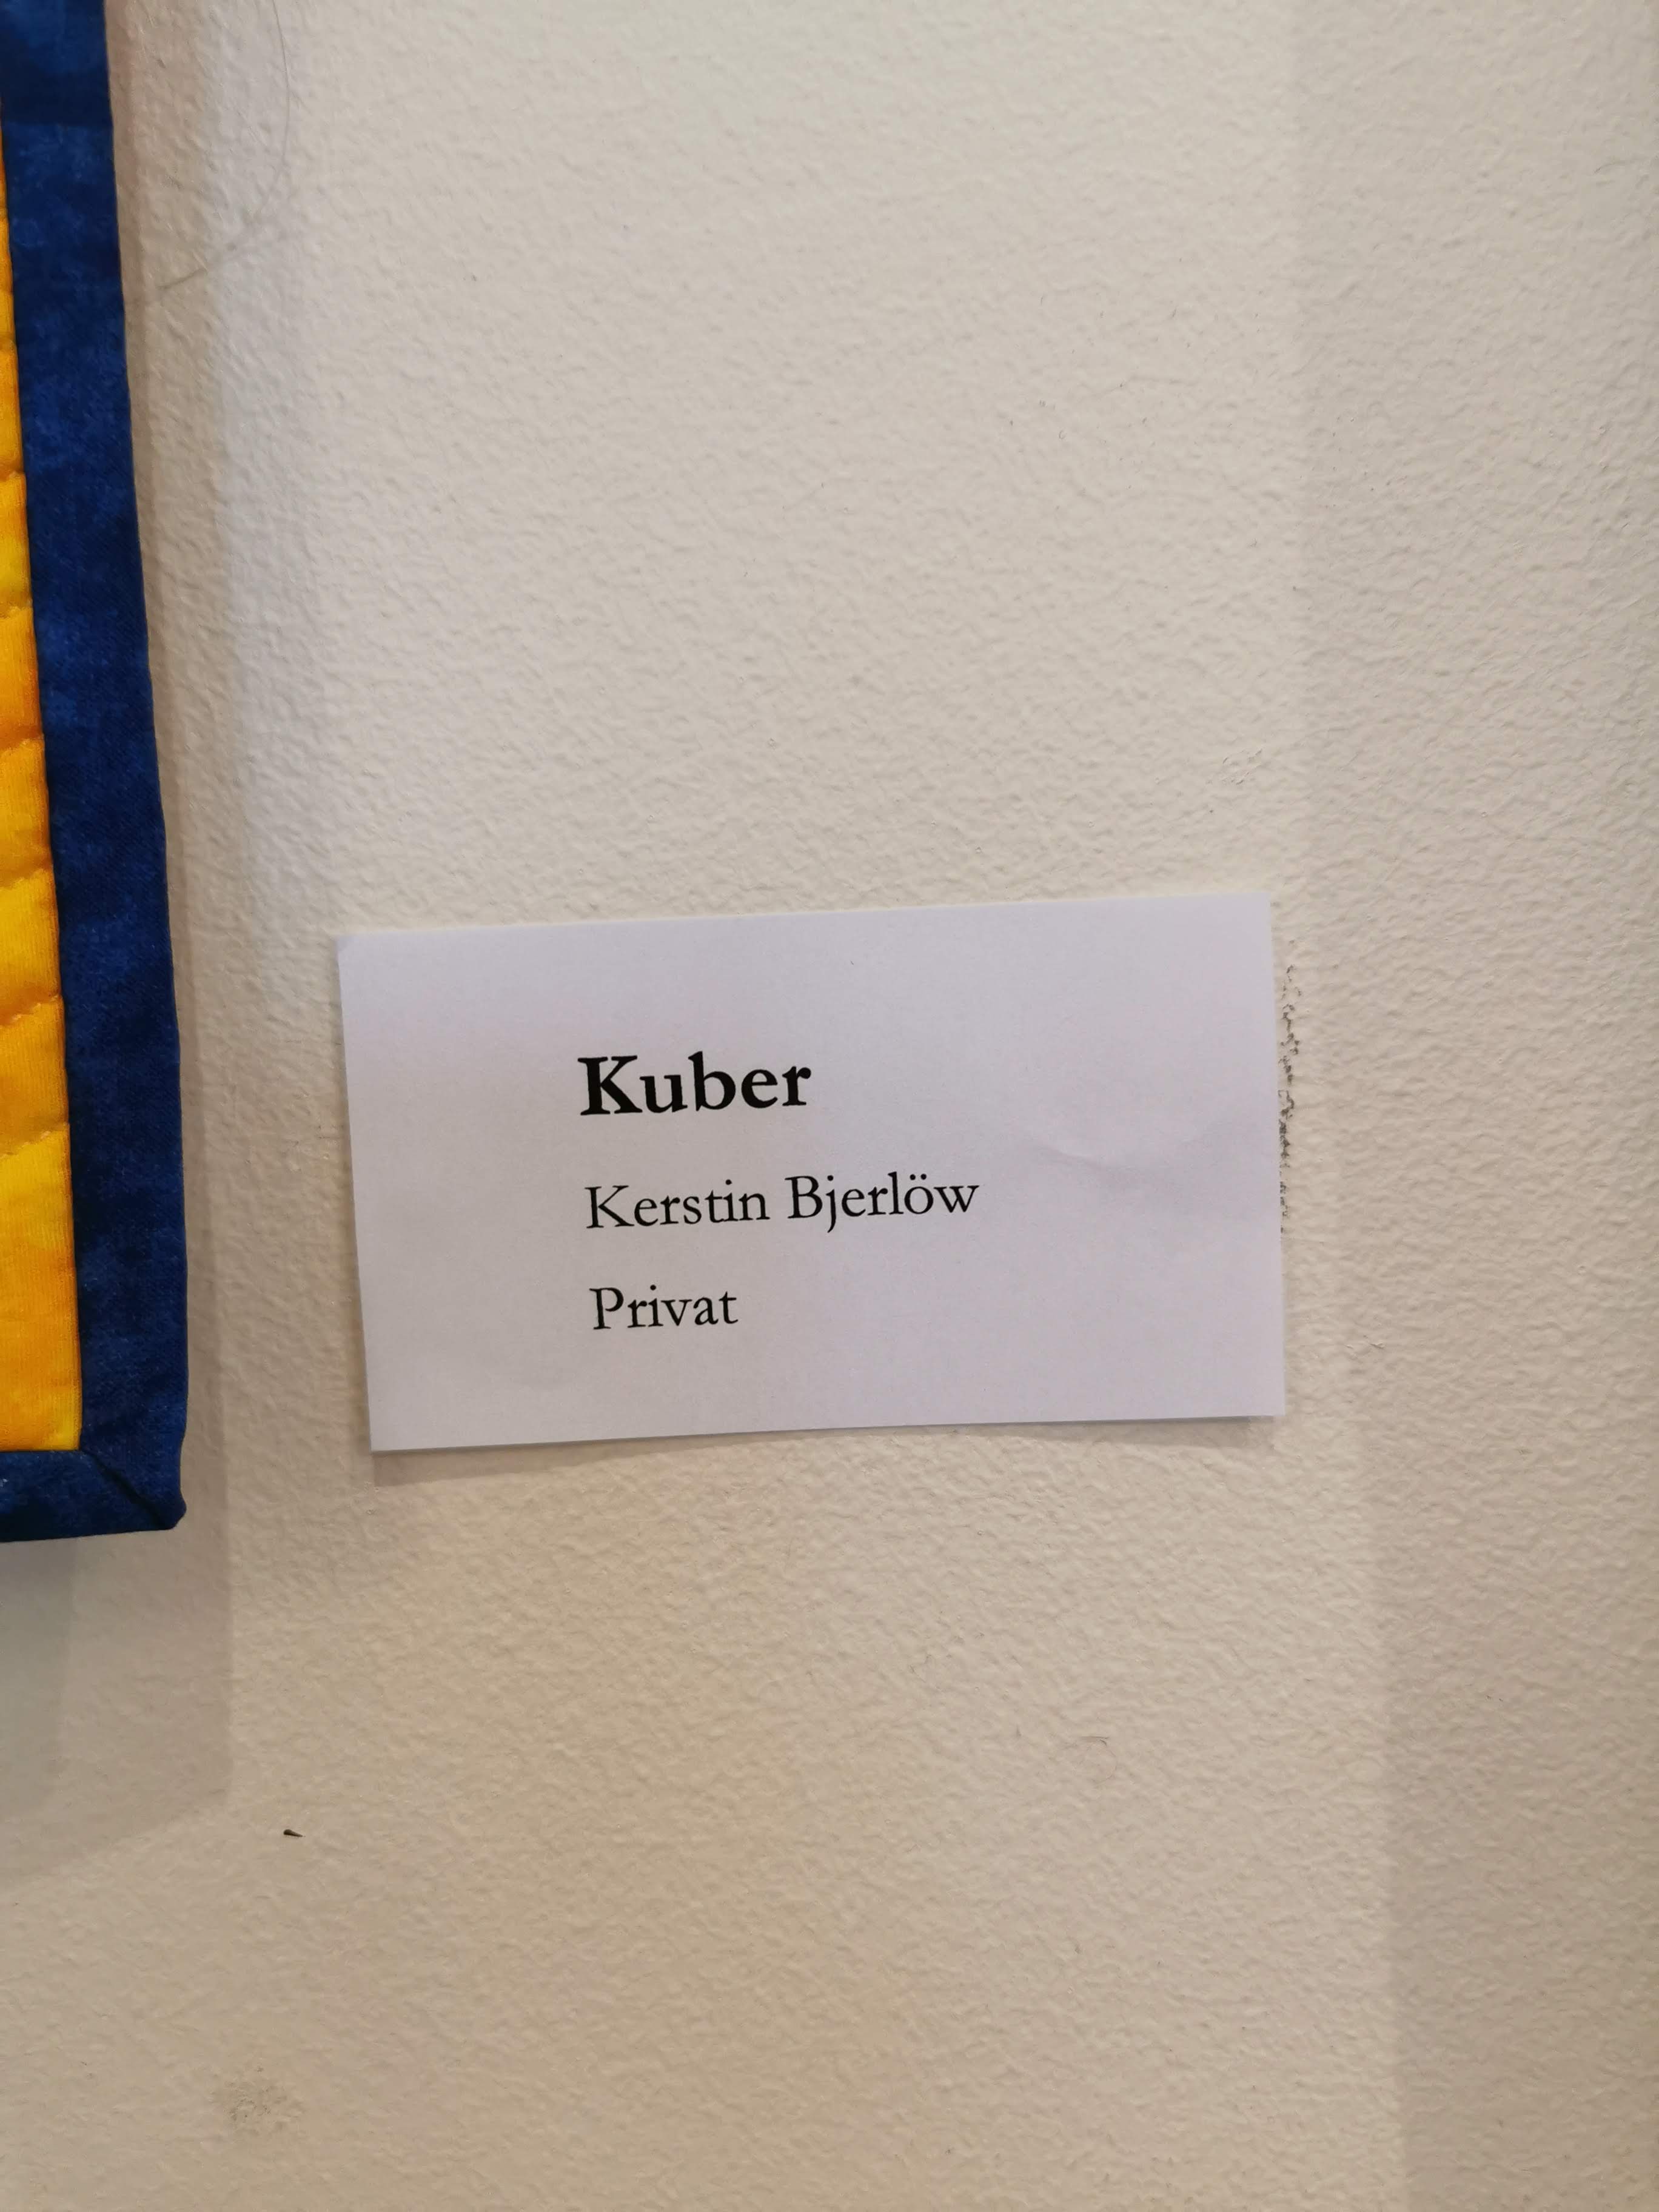 Kuber
Kerstin Bjerlöw
Privat